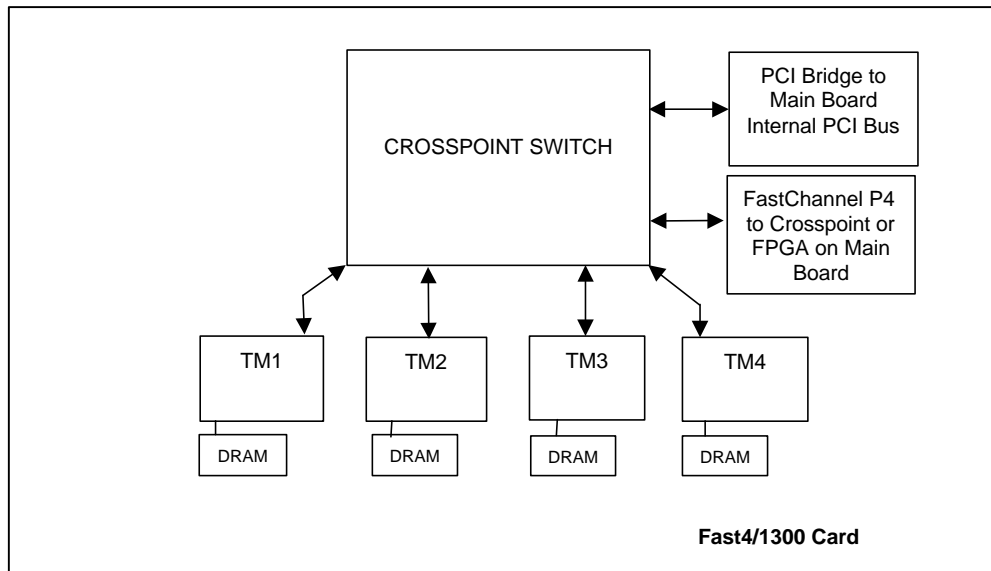 CROSSPOINT SWITCH
PCI Bridge to
Main Board
Internal PCI Bus
FastChannel P4
to Crosspoint or
FPGA on Main
Board
TM1
TM2
TM3
TM4
DRAM
DRAM
DRAM
DRAM
Fast4/1300 Card